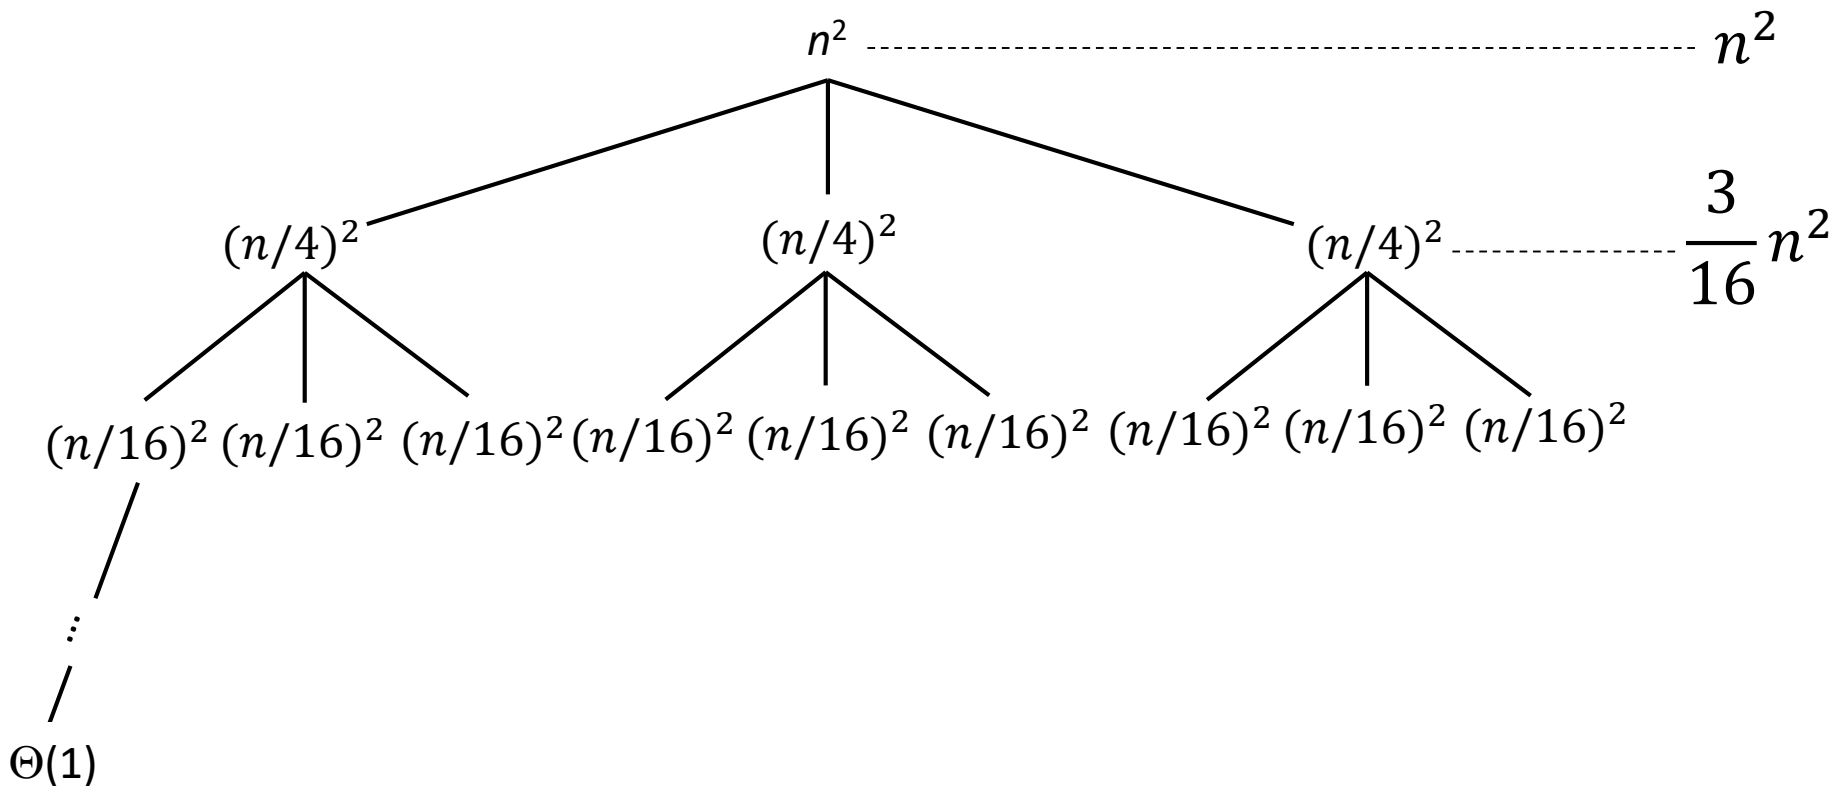 n² n²
(n/4)² (n/4)² (n/4)² 3/16 n²
(n/16)² (n/16)² (n/16)² (n/16)² (n/16)² (n/16)² (n/16)² (n/16)² (n/16)²
...
Θ(1)